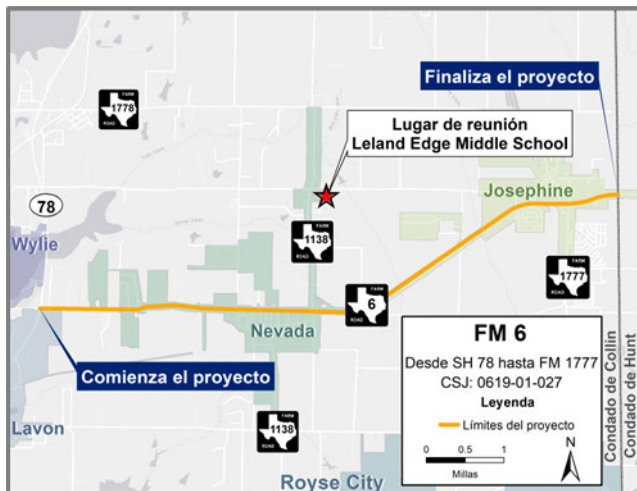 FARM
1778
ROAD
Finaliza el proyecto
Lugar de reunión
Leland Edge Middle School
78
Wylie
FARM
1138
ROAD
Josephine
FARM
1777
ROAD
FARM
6
ROAD
Nevada
Comienza el proyecto
Lavon
FARM
1138
ROAD
Royse City
FM 6
Desde SH 78 hasta FM 1777
CSJ: 0619-01-027
Leyenda
Límites del proyecto
0 0.5 1
Millas
N
Condado de Collin
Condado de Hunt